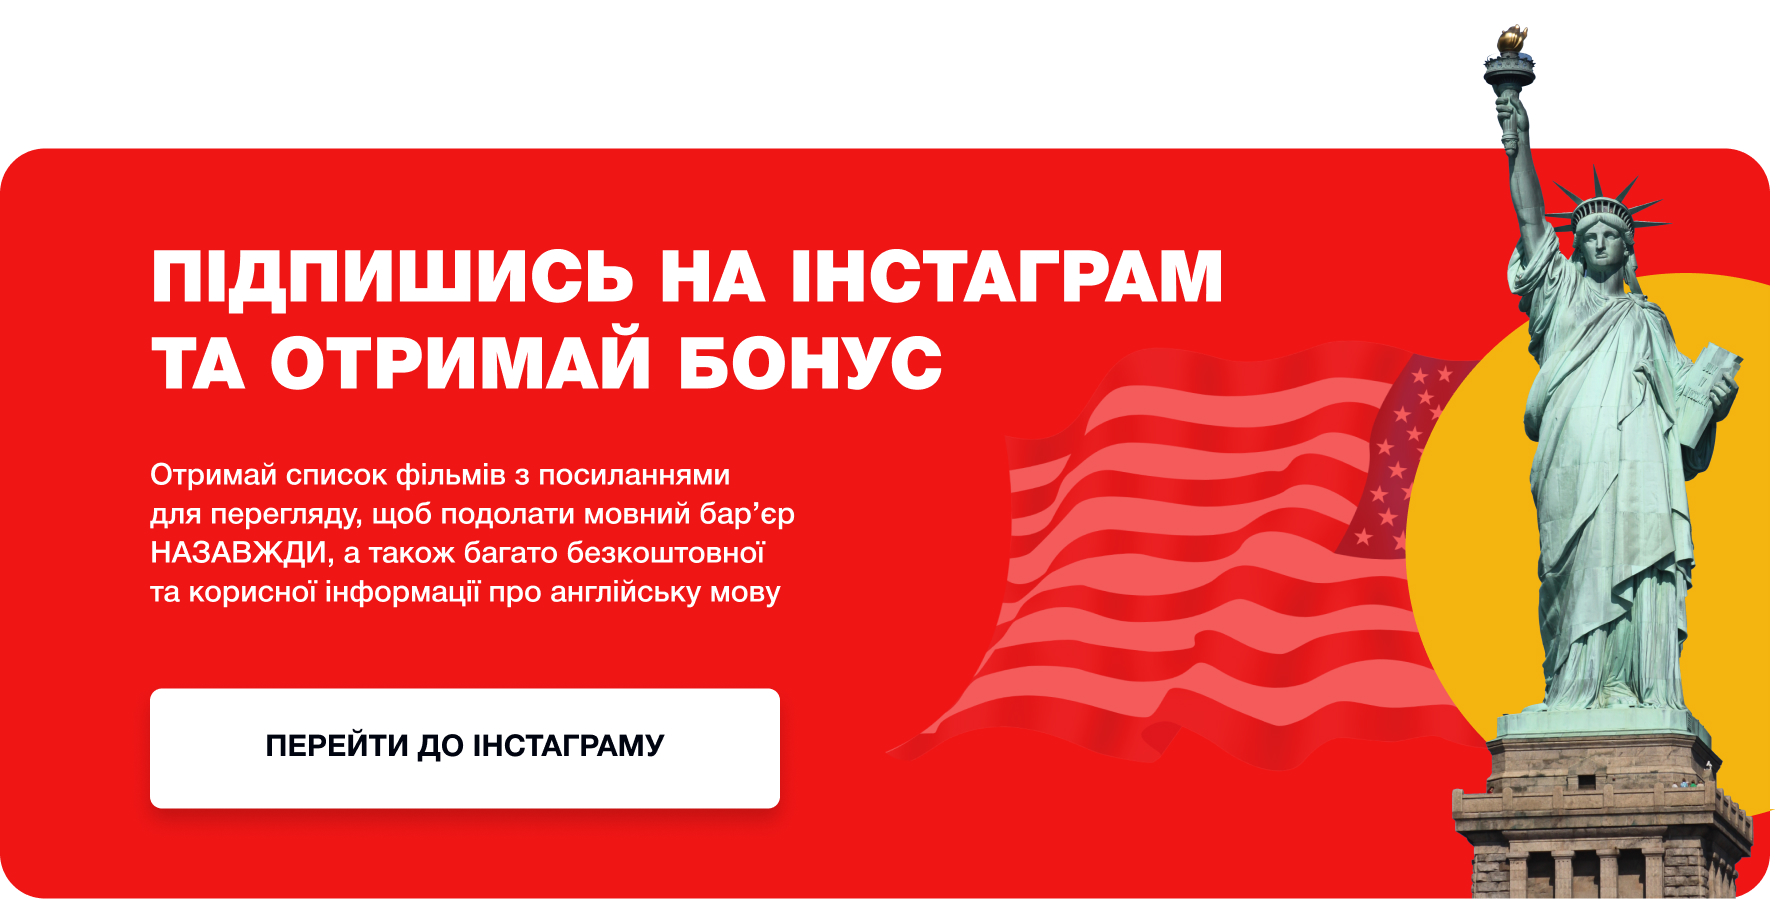 ПІДПИШИСЬ НА ІНСТАГРАМ
ТА ОТРИМАЙ БОНУС
Отримай список фільмів з посиланнями
для перегляду, щоб подолати мовний бар’єр
НАЗАВЖДИ, а також багато безкоштовної
та корисної інформації про англійську мову
ПЕРЕЙТИ ДО ІНСТАГРАМУ